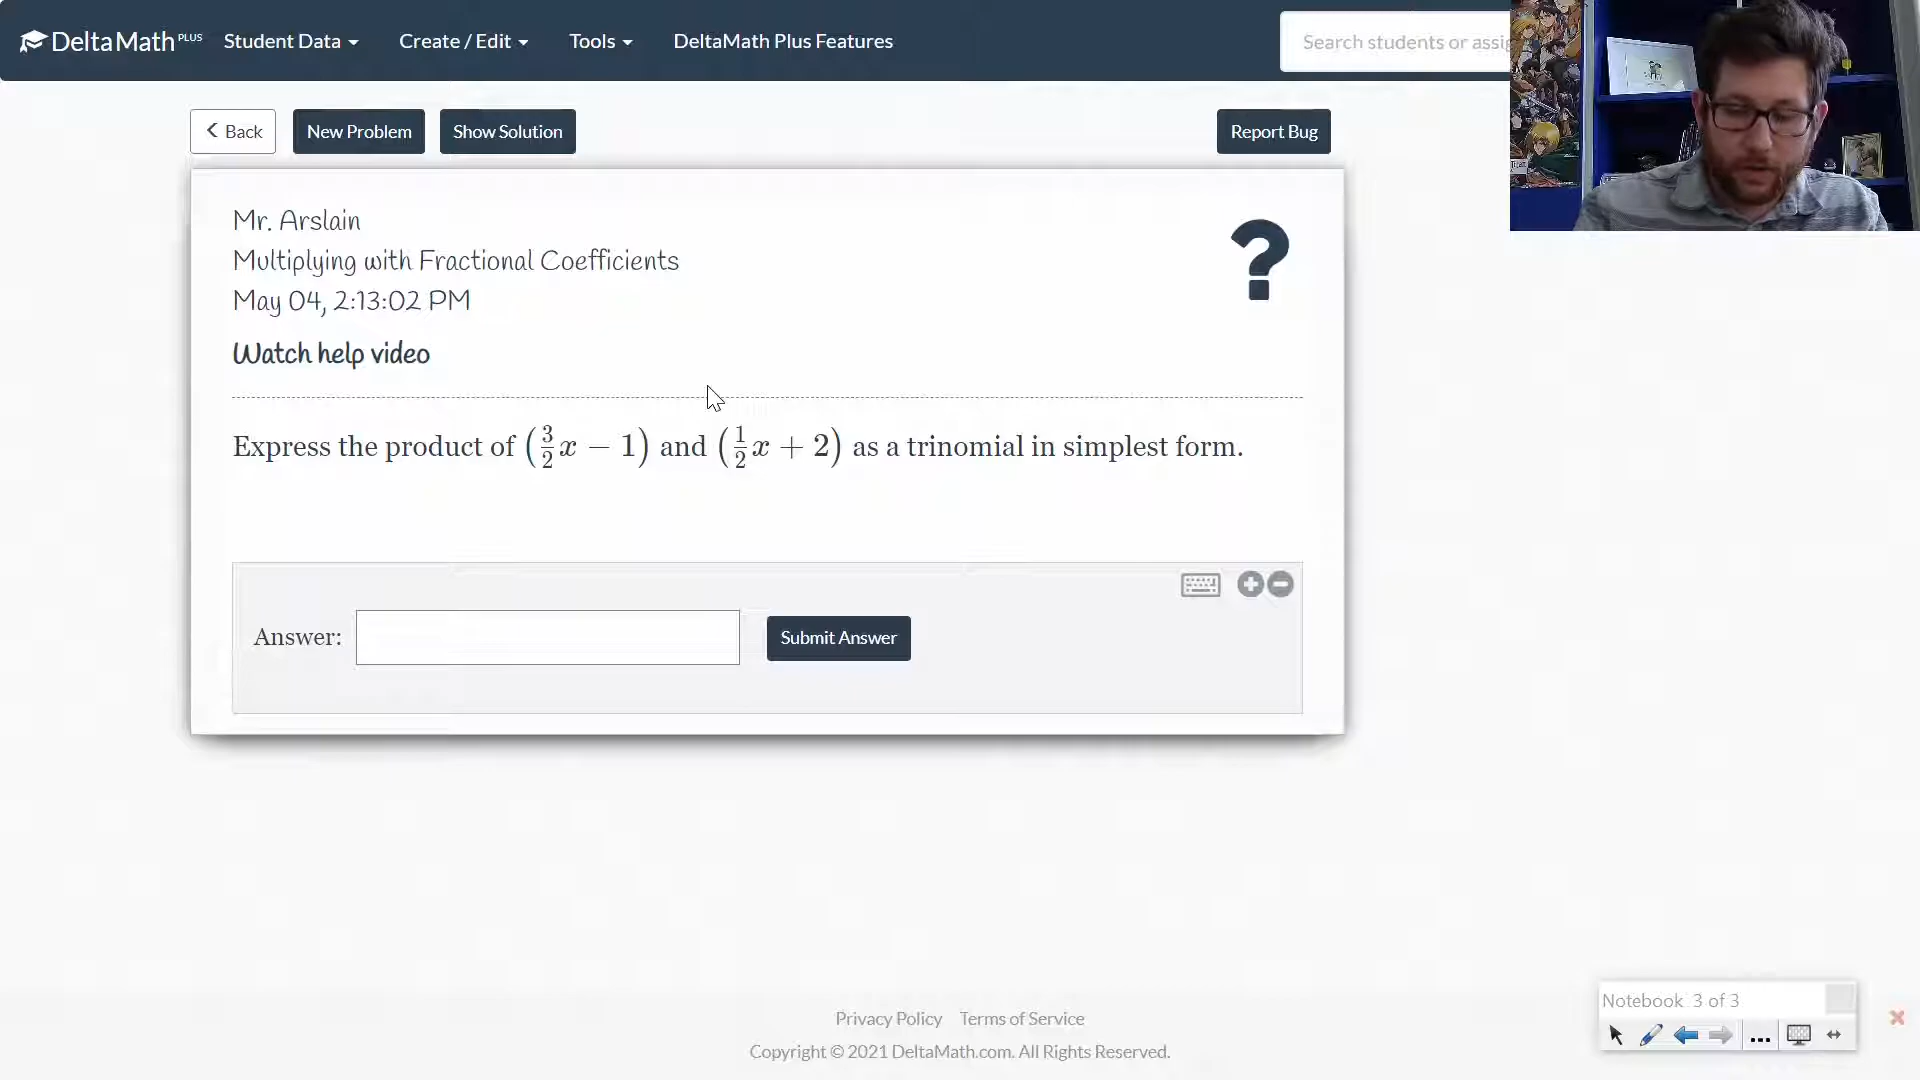 DeltaMath PLUS Student Data Create / Edit Tools DeltaMath Plus Features Search students or assig
Back New Problem Show Solution Report Bug
Mr. Arslain
Multiplying with Fractional Coefficients
May 04, 2:13:02 PM
?
Watch help video
Express the product of (3/2 x − 1) and (1/2 x + 2) as a trinomial in simplest form.
Answer: Submit Answer
Notebook 3 of 3
Privacy Policy Terms of Service
Copyright © 2021 DeltaMath.com. All Rights Reserved.